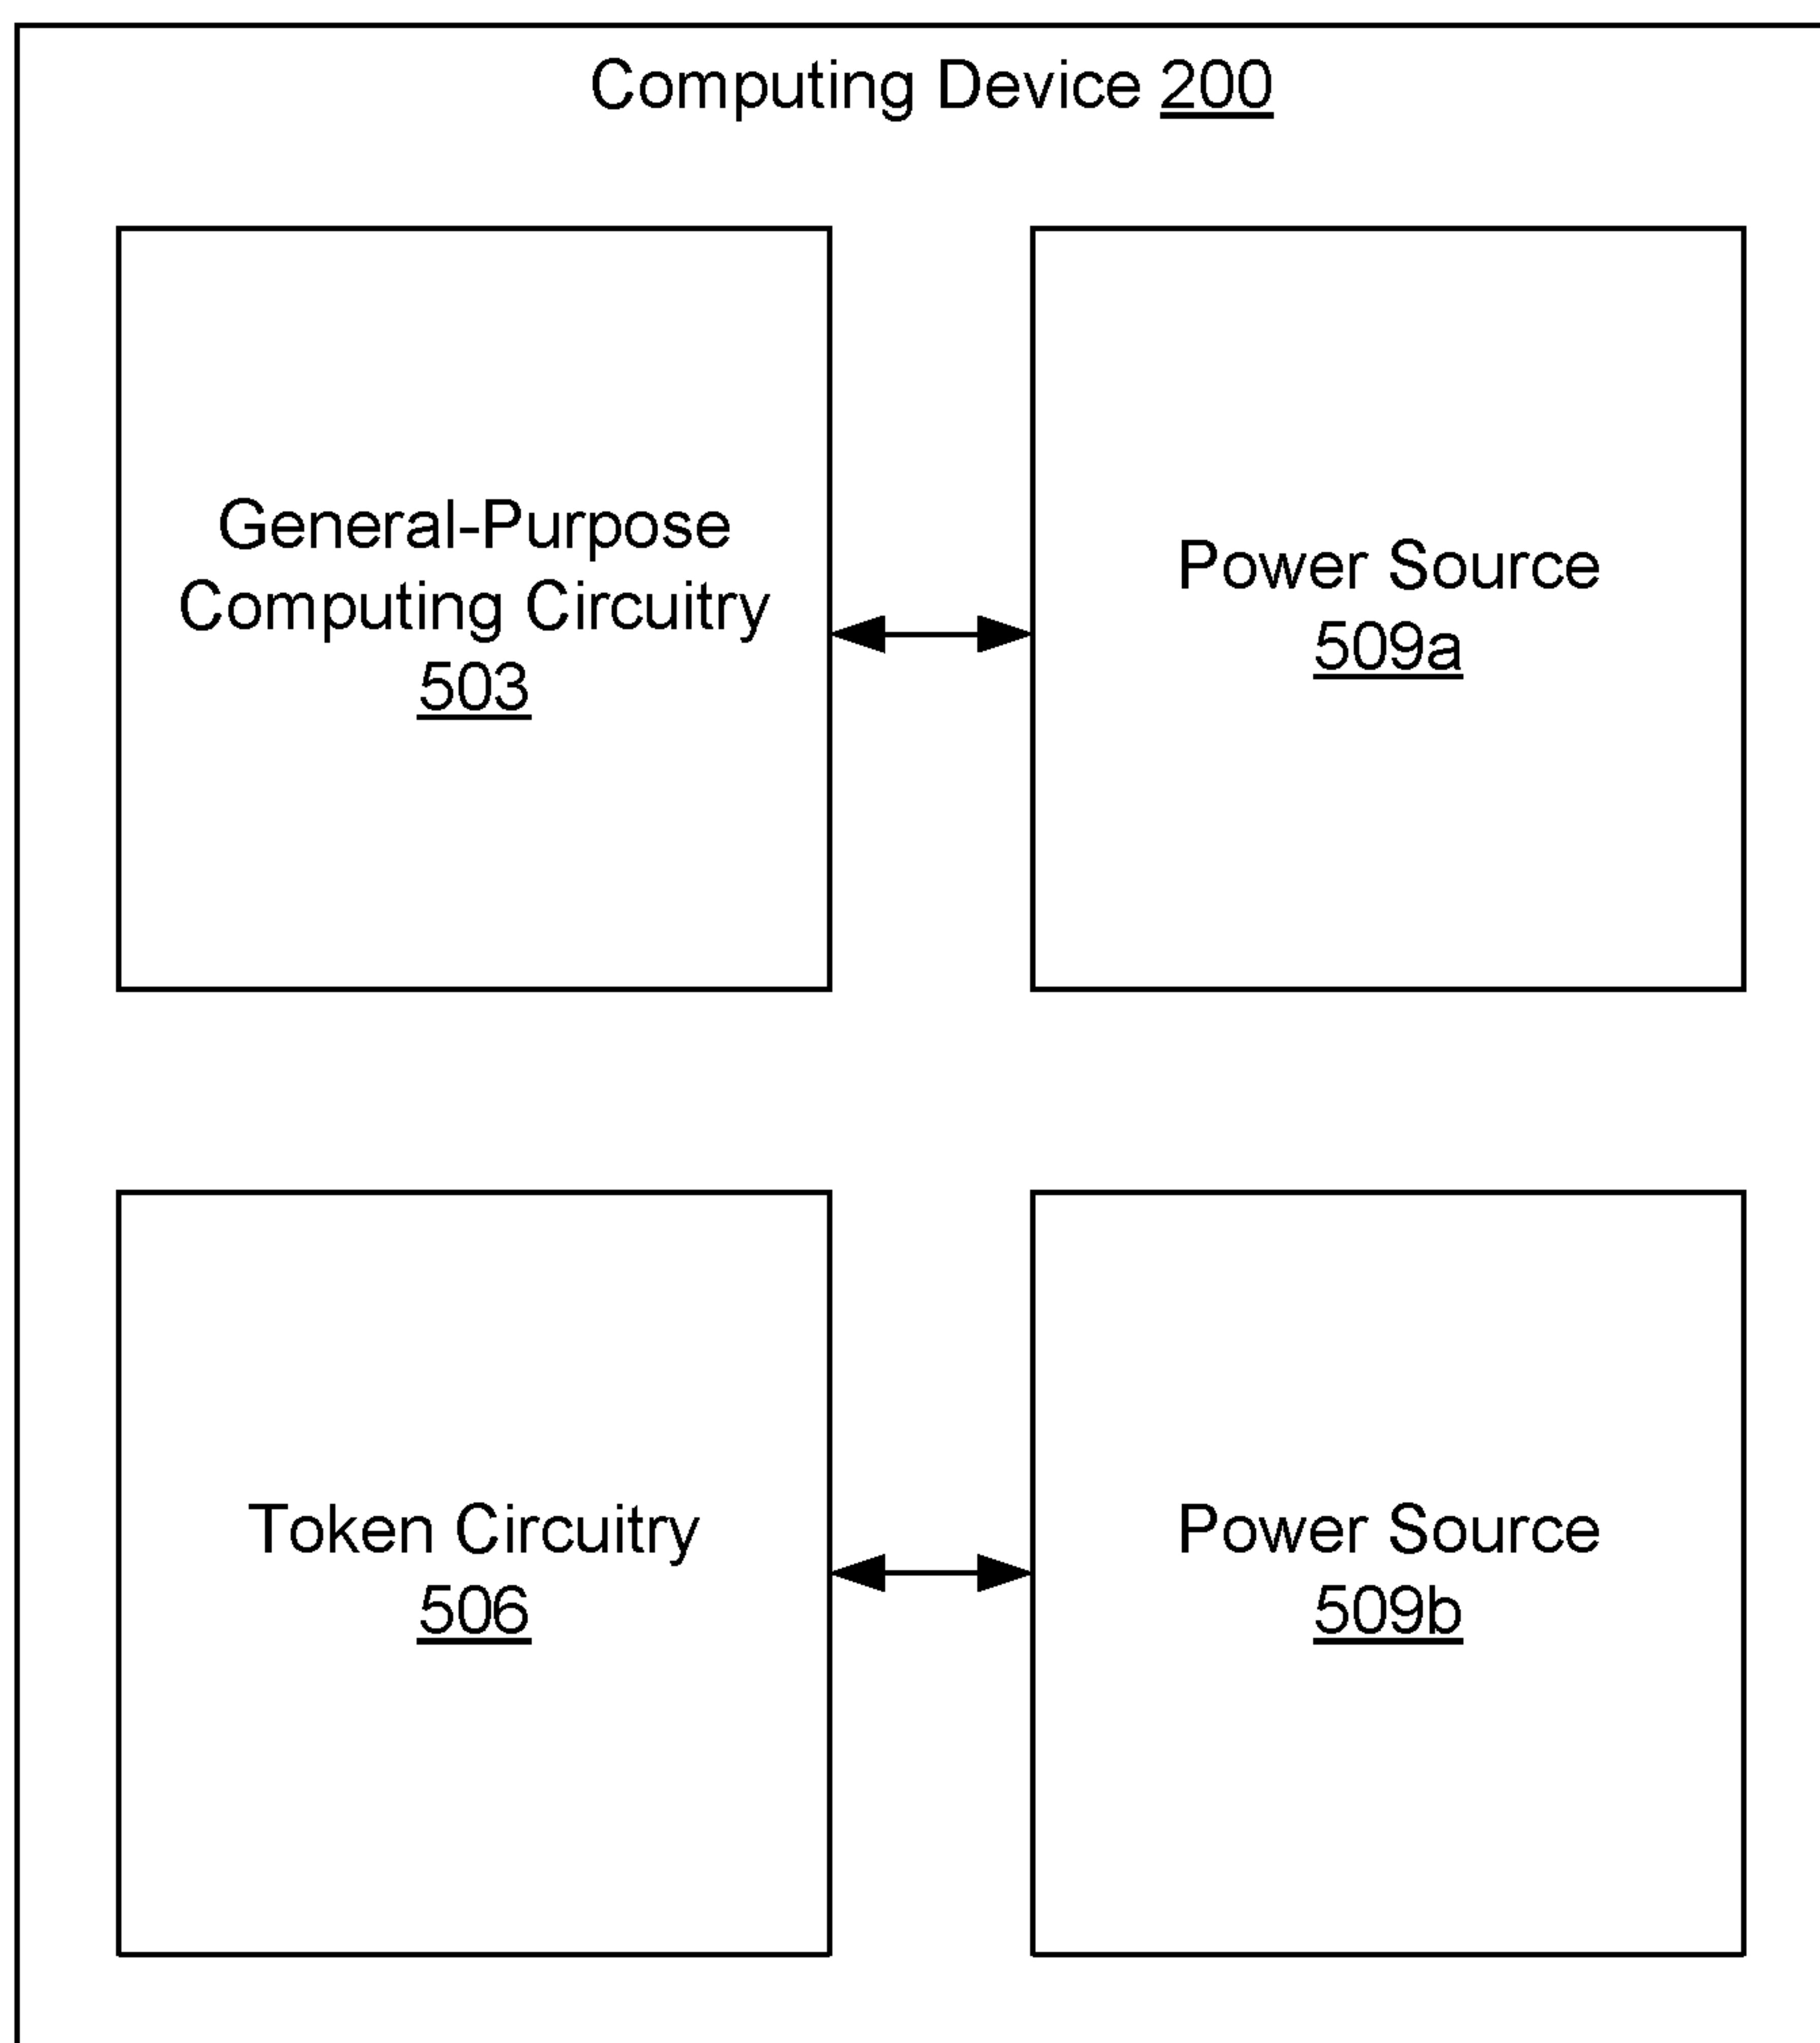 Computing Device 200
General-Purpose
Computing Circuitry
503
Power Source
509a
Token Circuitry
506
Power Source
509b